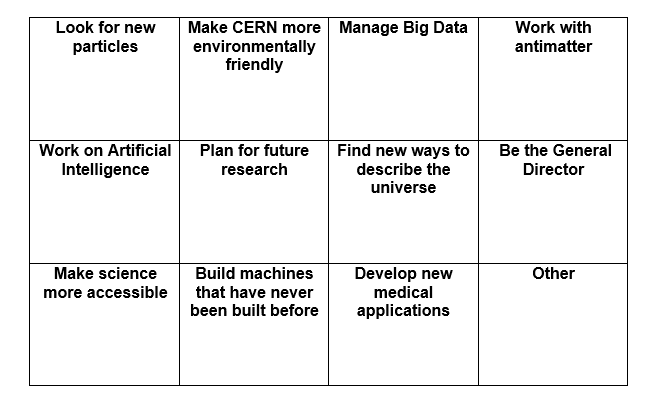 Look for new
particles
Make CERN more
environmentally
friendly
Manage Big Data
Work with
antimatter
Work on Artificial
Intelligence
Plan for future
research
Find new ways to
describe the
universe
Be the General
Director
Make science
more accessible
Build machines
that have never
been built before
Develop new
medical
applications
Other